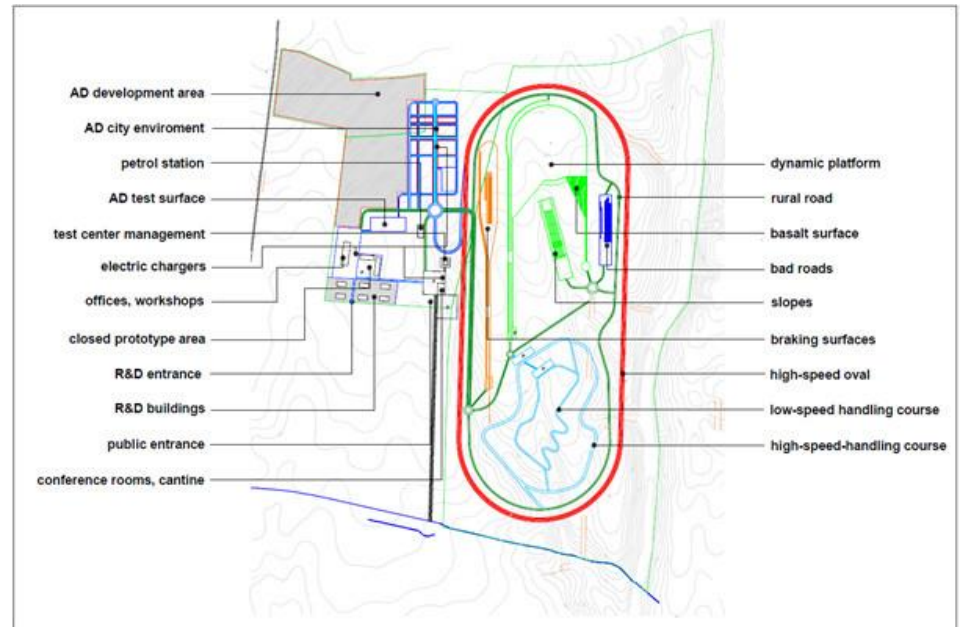 AD development area
AD city enviroment
petrol station
AD test surface
test center management
electric chargers
offices, workshops
closed prototype area
R&D entrance
R&D buildings
public entrance
conference rooms, cantine
dynamic platform
rural road
basalt surface
bad roads
slopes
braking surfaces
high-speed oval
low-speed handling course
high-speed-handling course